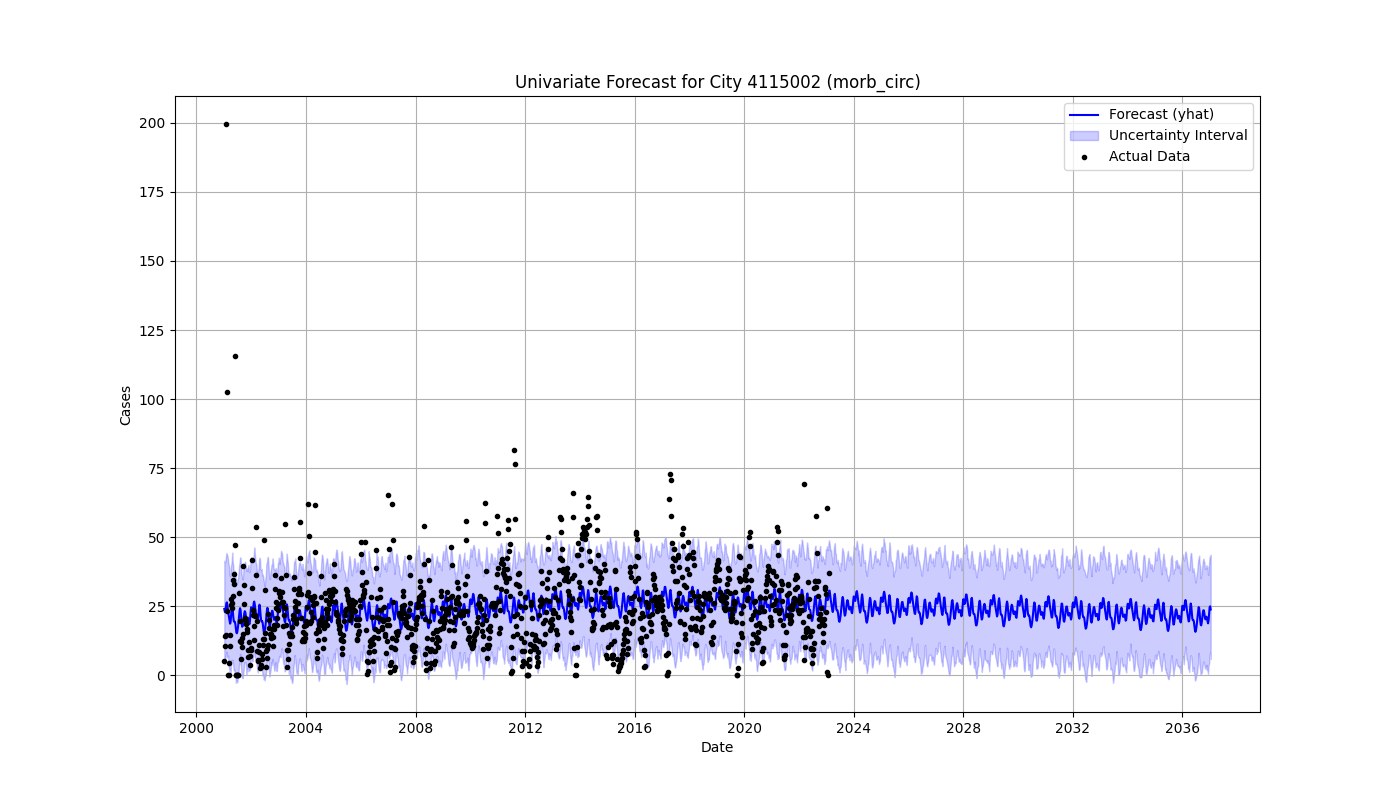 Univariate Forecast for City 4115002 (morb_circ)
Forecast (yhat)
Uncertainty Interval
Actual Data
200
175
150
125
100
75
50
25
0
Cases
2000 2004 2008 2012 2016 2020 2024 2028 2032 2036
Date